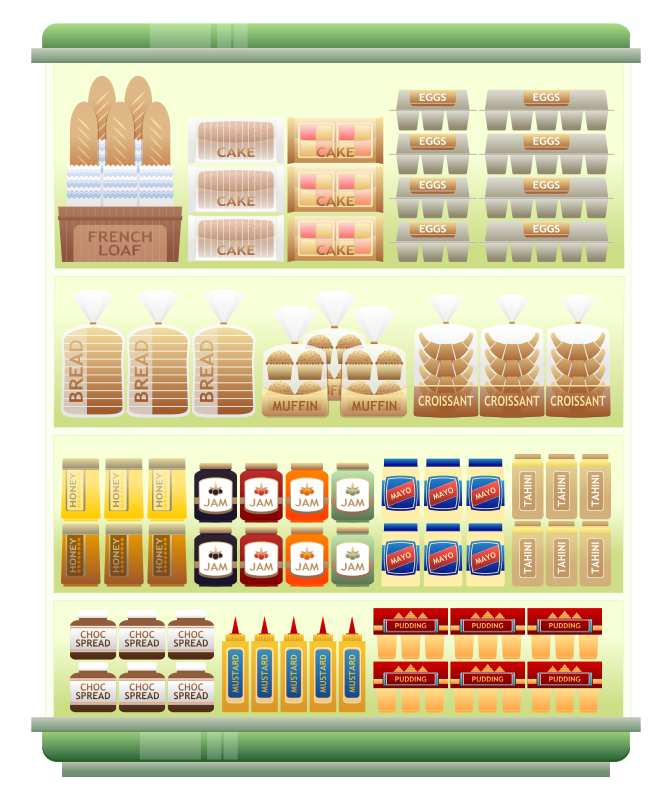 EGGS EGGS
EGGS EGGS
CAKE CAKE
EGGS EGGS
CAKE CAKE
EGGS EGGS
FRENCH
LOAF
CAKE CAKE
BREAD BREAD BREAD
MUFFIN MUFFIN
CROISSANT CROISSANT CROISSANT
HONEY HONEY HONEY
JAM JAM JAM JAM
MAYO MAYO MAYO
TAHINI TAHINI TAHINI
HONEY HONEY HONEY
JAM JAM JAM JAM
MAYO MAYO MAYO
TAHINI TAHINI TAHINI
CHOC CHOC CHOC
SPREAD SPREAD SPREAD
CHOC CHOC CHOC
SPREAD SPREAD SPREAD
MUSTARD MUSTARD MUSTARD MUSTARD MUSTARD
PUDDING PUDDING PUDDING
PUDDING PUDDING PUDDING